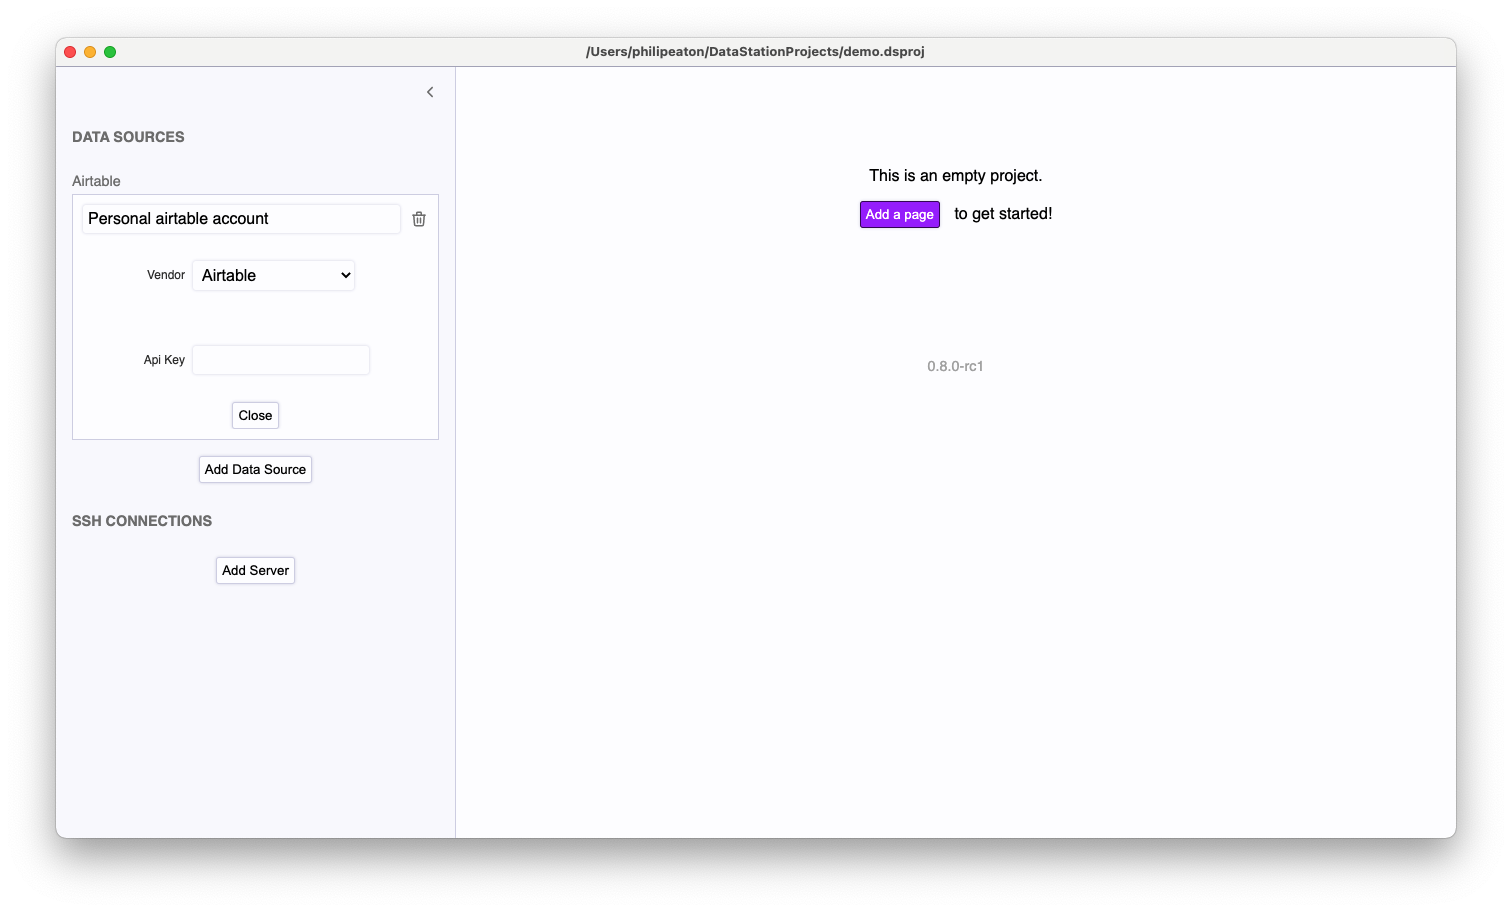 /Users/philipeaton/DataStationProjects/demo.dsproj
DATA SOURCES
Airtable
Personal airtable account
Vendor Airtable
Api Key
Close
Add Data Source
SSH CONNECTIONS
Add Server
This is an empty project.
Add a page to get started!
0.8.0-rc1